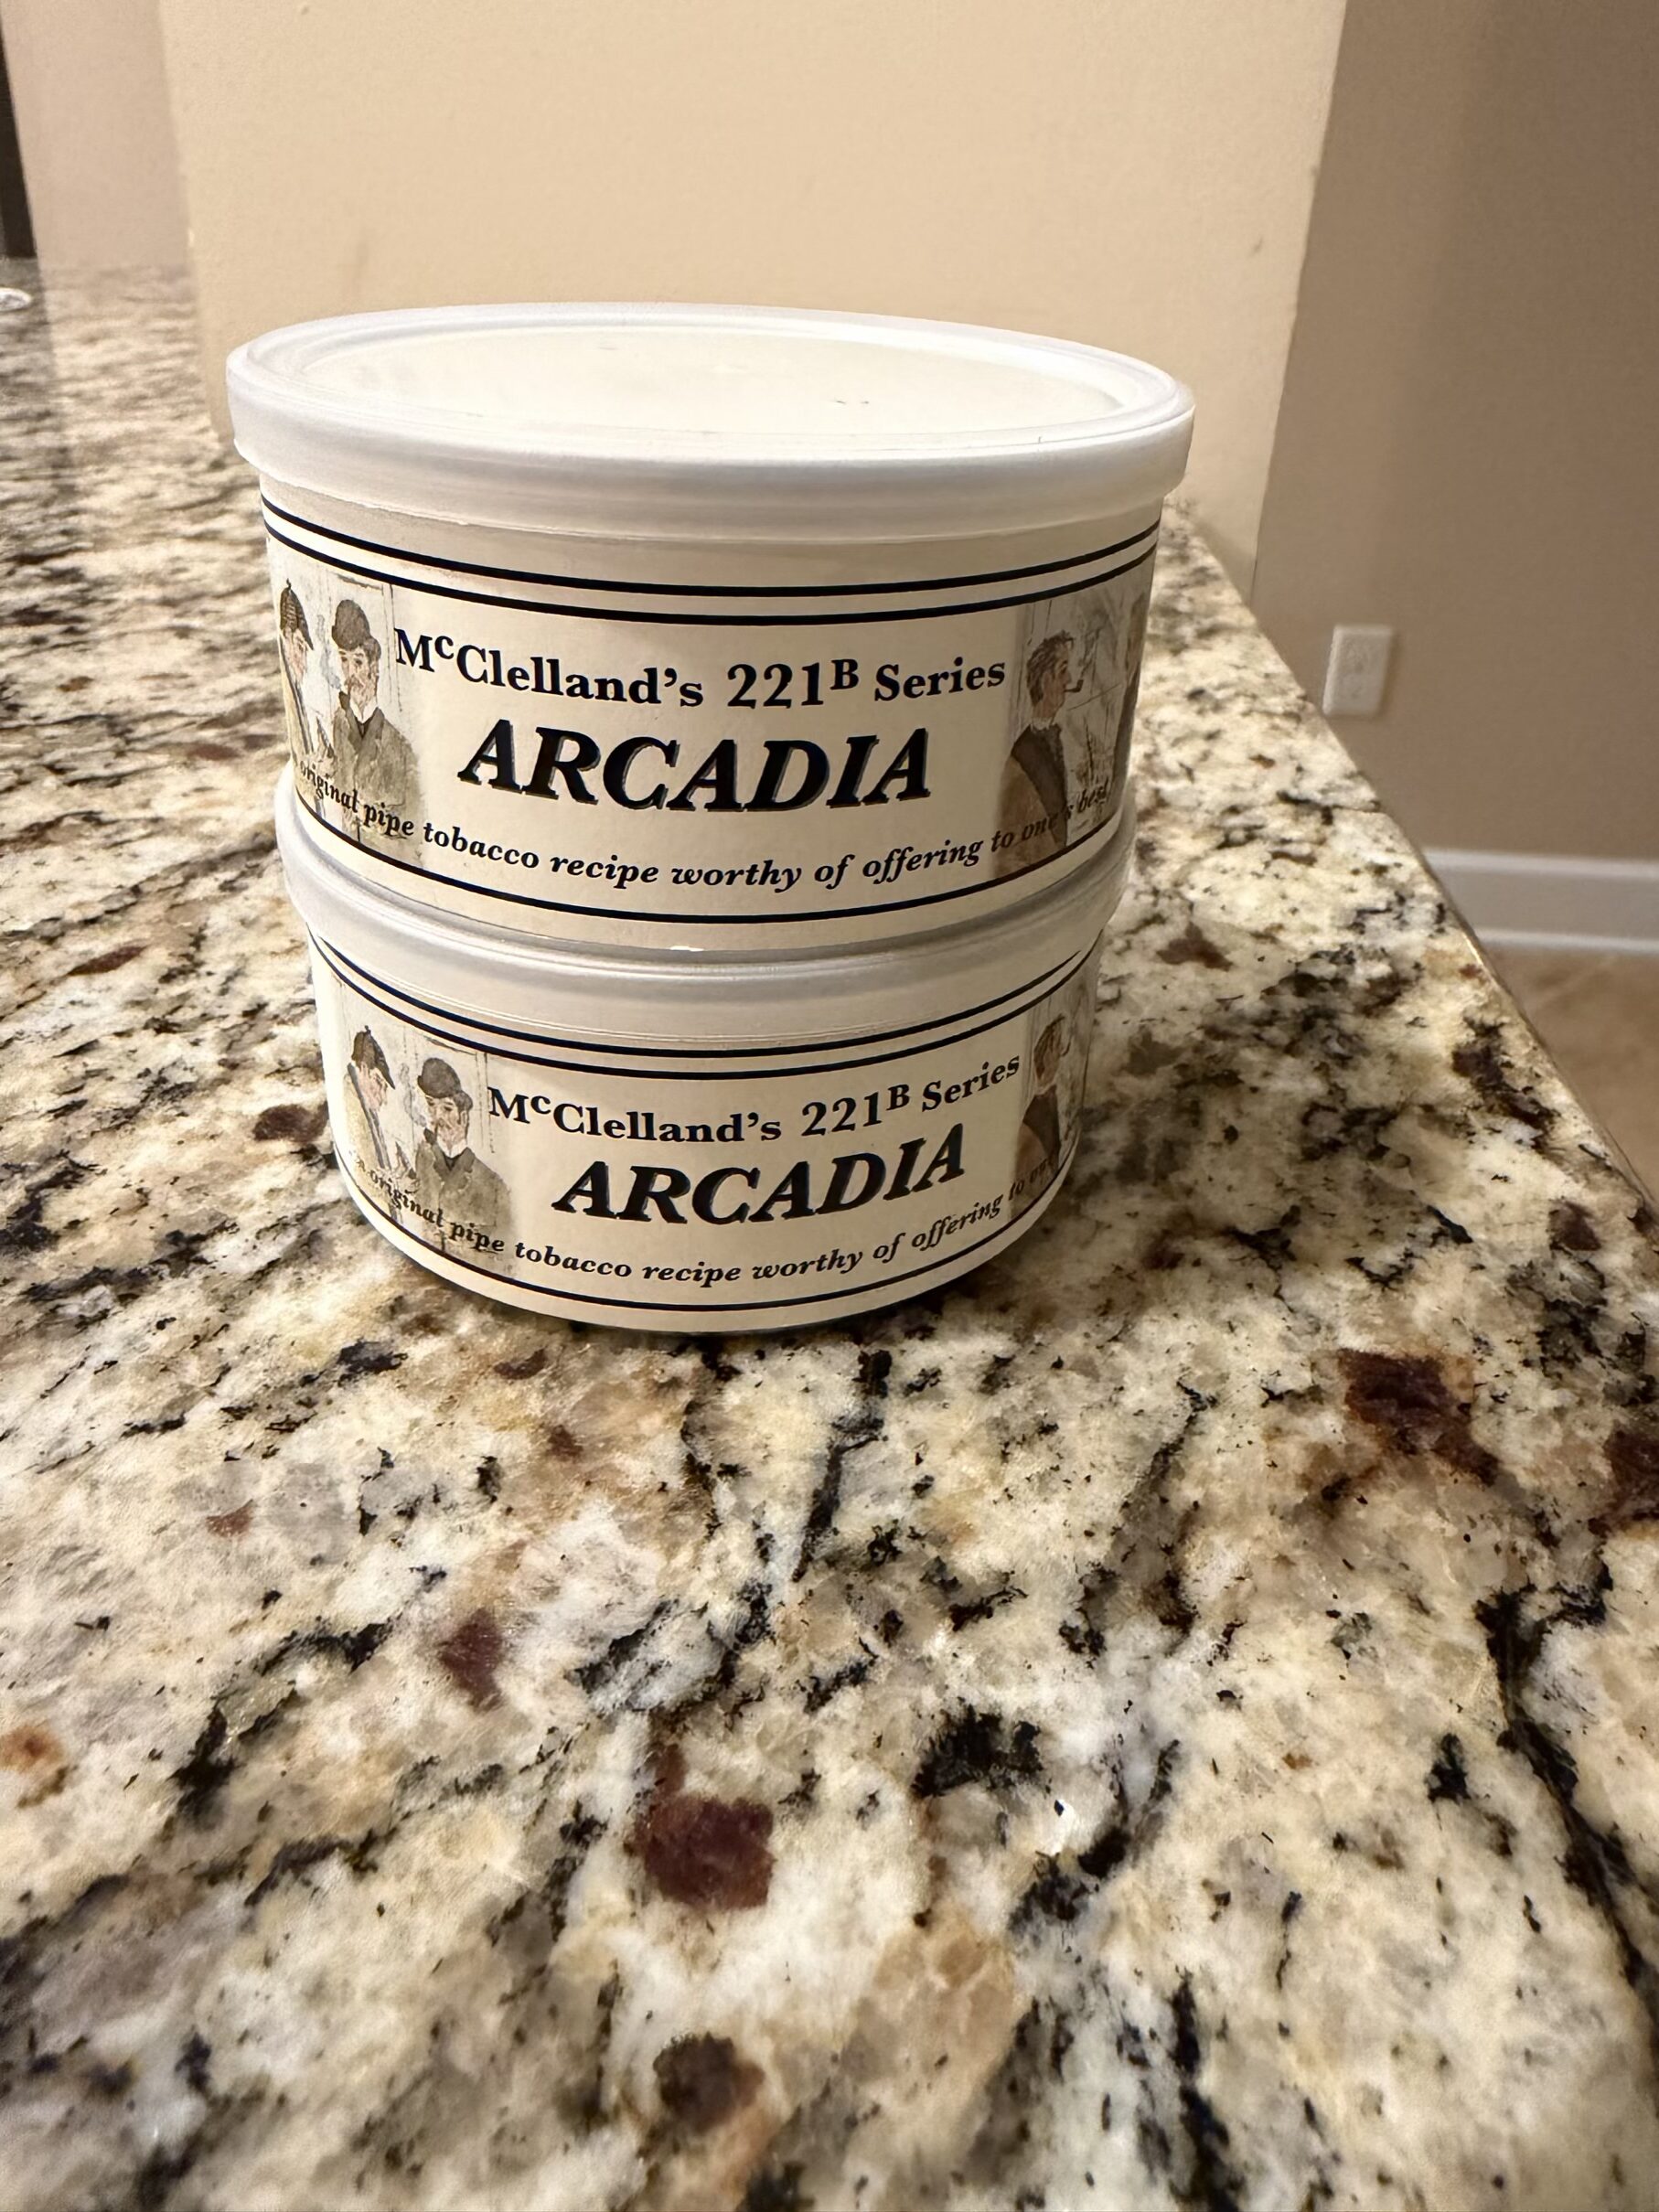 McClelland's 221B Series
ARCADIA
original pipe tobacco recipe worthy of offering to one's best
McClelland's 221B Series
ARCADIA
original pipe tobacco recipe worthy of offering to